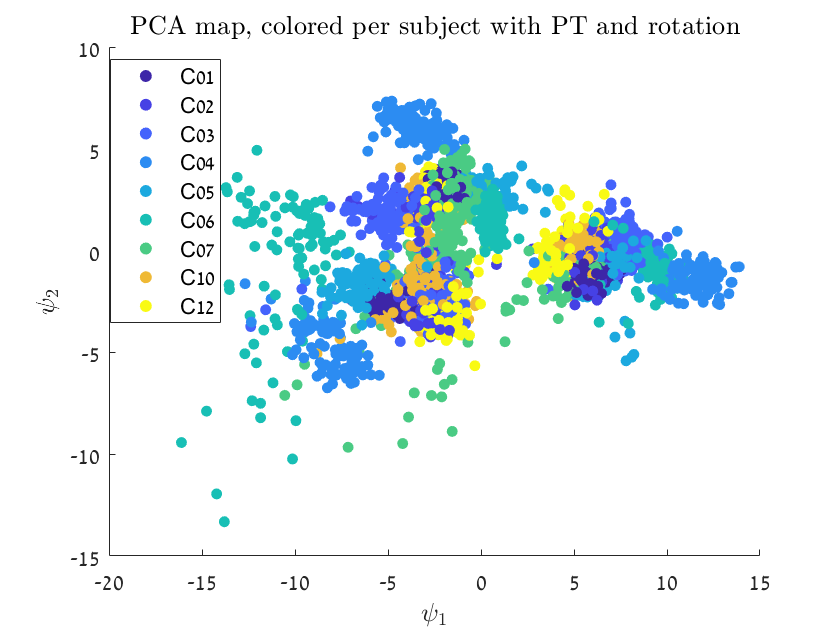 PCA map, colored per subject with PT and rotation
10
5
0
-5
-10
-15
ψ2
C01
C02
C03
C04
C05
C06
C07
C10
C12
-20 -15 -10 -5 0 5 10 15
ψ1